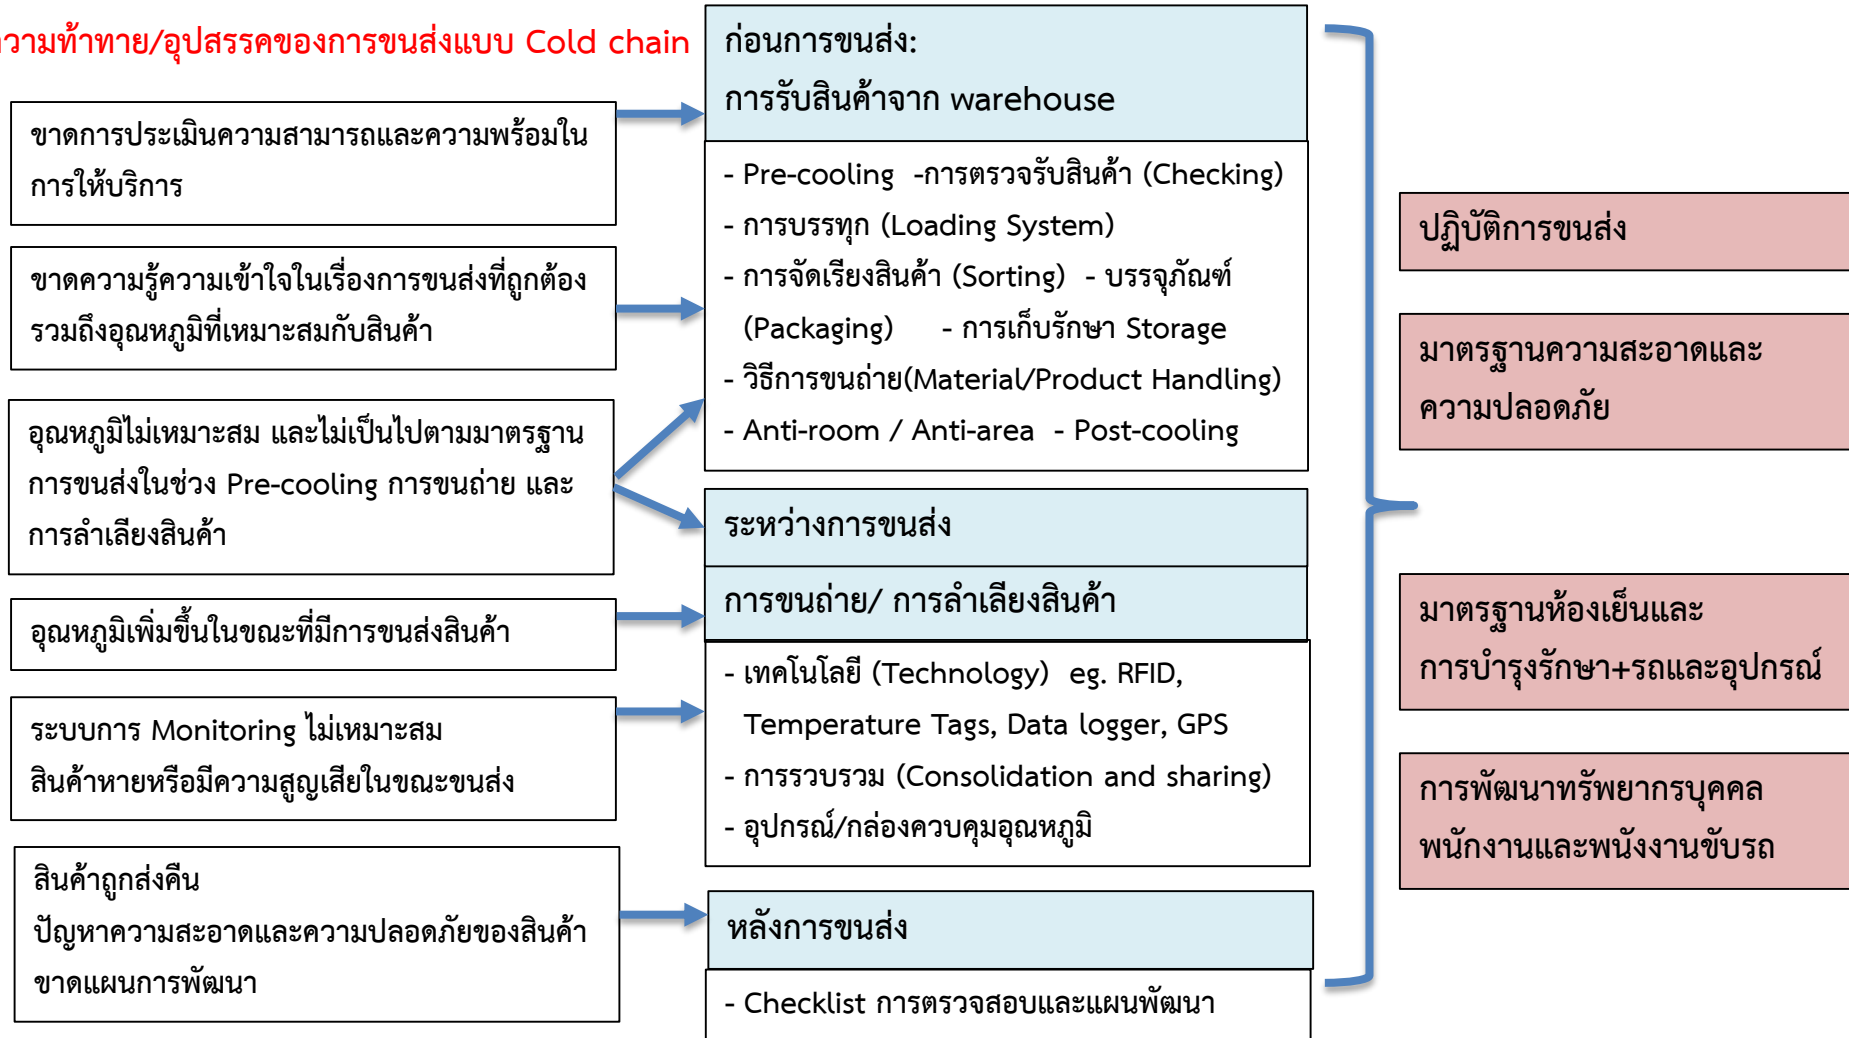 ความท้าทาย/อุปสรรคของการขนส่งแบบ Cold chain
ขาดการประเมินความสามารถและความพร้อมใน
การให้บริการ
ขาดความรู้ความเข้าใจในเรื่องการขนส่งที่ถูกต้อง
รวมถึงอุณหภูมิที่เหมาะสมกับสินค้า
อุณหภูมิไม่เหมาะสม และไม่เป็นไปตามมาตรฐาน
การขนส่งในช่วง Pre-cooling การขนถ่าย และ
การลำเลียงสินค้า
อุณหภูมิเพิ่มขึ้นในขณะที่มีการขนส่งสินค้า
ระบบการ Monitoring ไม่เหมาะสม
สินค้าหายหรือมีความสูญเสียในขณะขนส่ง
สินค้าถูกส่งคืน
ปัญหาความสะอาดและความปลอดภัยของสินค้า
ขาดแผนการพัฒนา
ก่อนการขนส่ง:
การรับสินค้าจาก warehouse
- Pre-cooling -การตรวจรับสินค้า (Checking)
- การบรรทุก (Loading System)
- การจัดเรียงสินค้า (Sorting) - บรรจุภัณฑ์
(Packaging) - การเก็บรักษา Storage
- วิธีการขนถ่าย(Material/Product Handling)
- Anti-room / Anti-area - Post-cooling
ระหว่างการขนส่ง
การขนถ่าย/ การลำเลียงสินค้า
- เทคโนโลยี (Technology) eg. RFID,
Temperature Tags, Data logger, GPS
- การรวบรวม (Consolidation and sharing)
- อุปกรณ์/กล่องควบคุมอุณหภูมิ
หลังการขนส่ง
- Checklist การตรวจสอบและแผนพัฒนา
ปฏิบัติการขนส่ง
มาตรฐานความสะอาดและ
ความปลอดภัย
มาตรฐานห้องเย็นและ
การบำรุงรักษา+รถและอุปกรณ์
การพัฒนาทรัพยากรบุคคล
พนักงานและพนังงานขับรถ